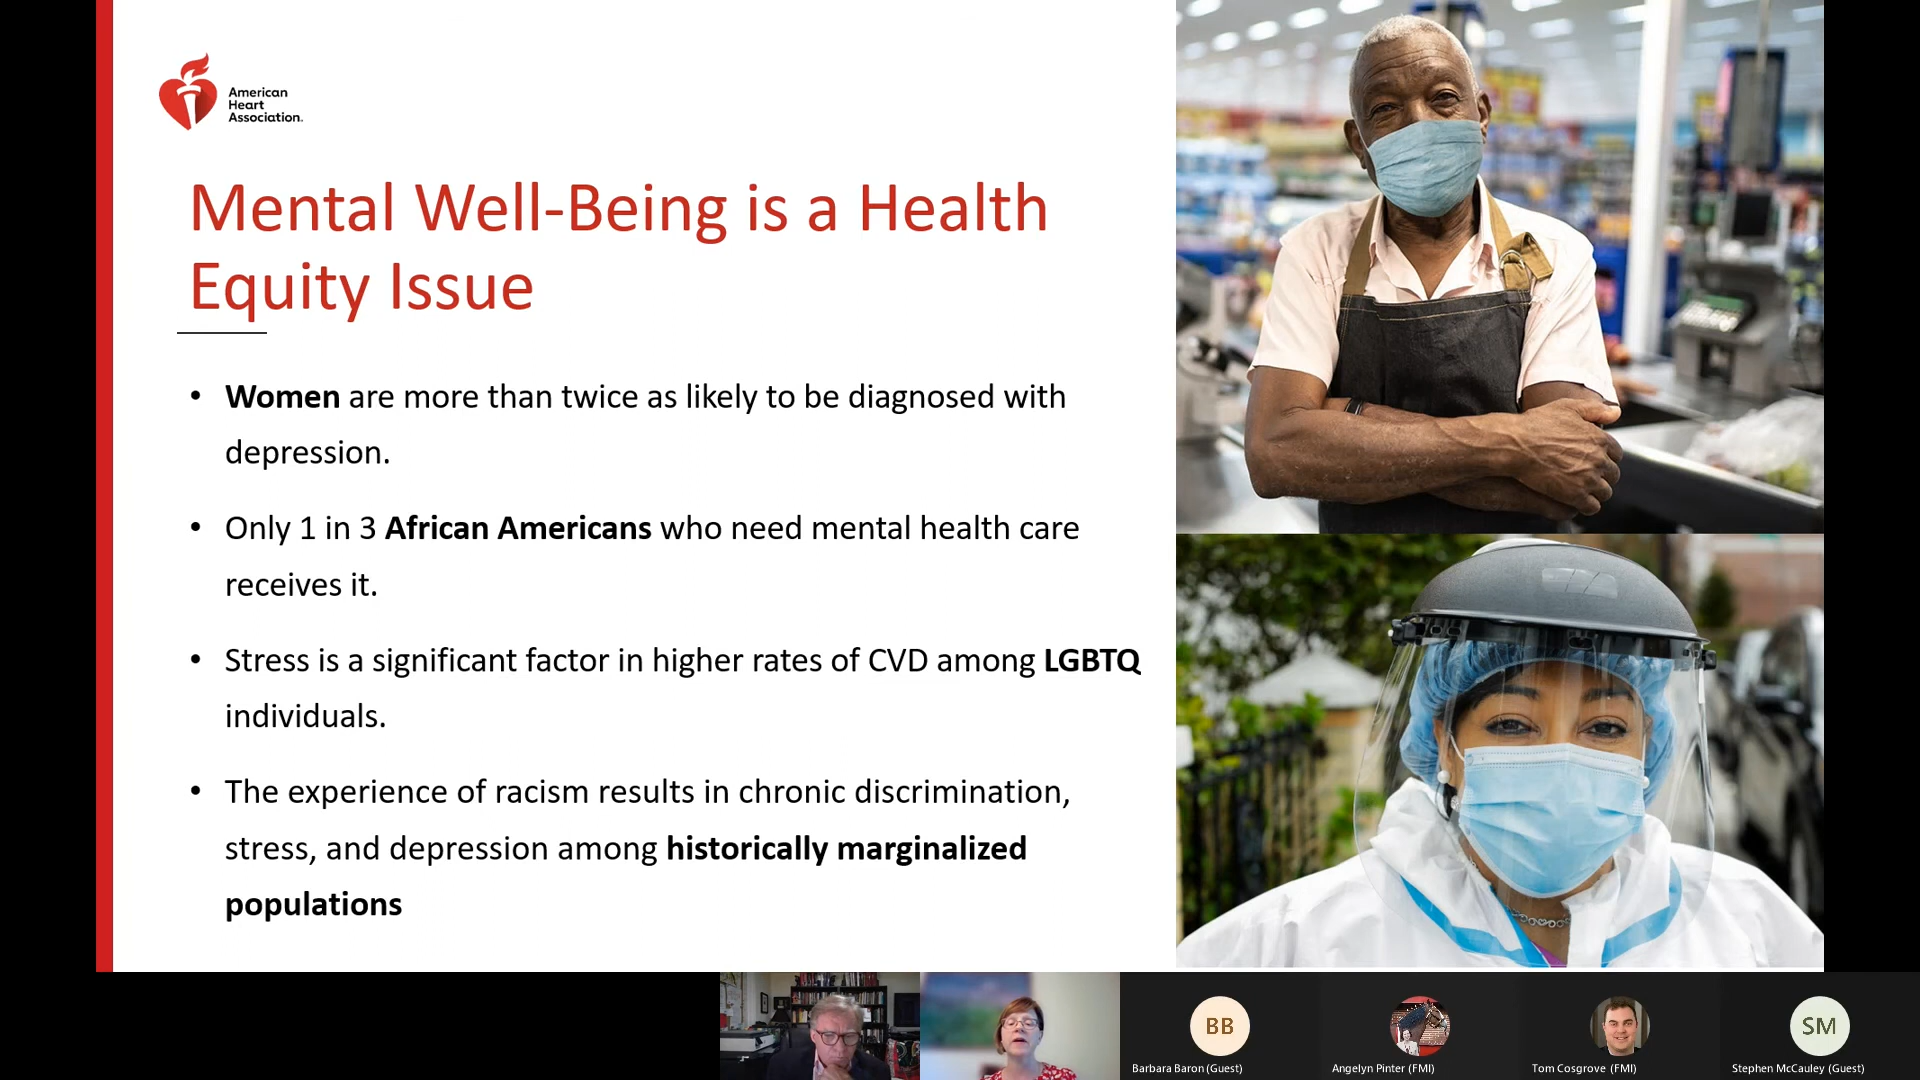 American
Heart
Association.
Mental Well-Being is a Health
Equity Issue
• Women are more than twice as likely to be diagnosed with
depression.
• Only 1 in 3 African Americans who need mental health care
receives it.
• Stress is a significant factor in higher rates of CVD among LGBTQ
individuals.
• The experience of racism results in chronic discrimination,
stress, and depression among historically marginalized
populations
BB
SM
Barbara Baron (Guest)
Angelyn Pinter (FMI)
Tom Cosgrove (FMI)
Stephen McCauley (Guest)